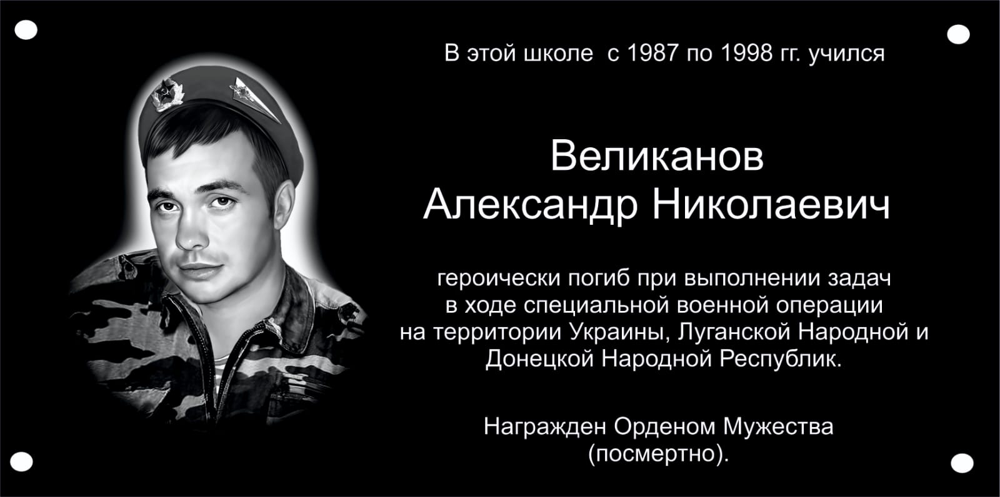 В этой школе  с 1987 по 1998 гг. учился
Великанов
Александр Николаевич
героически погиб при выполнении задач
в ходе специальной военной операции
на территории Украины, Луганской Народной и
Донецкой Народной Республик.
Награжден Орденом Мужества
(посмертно).